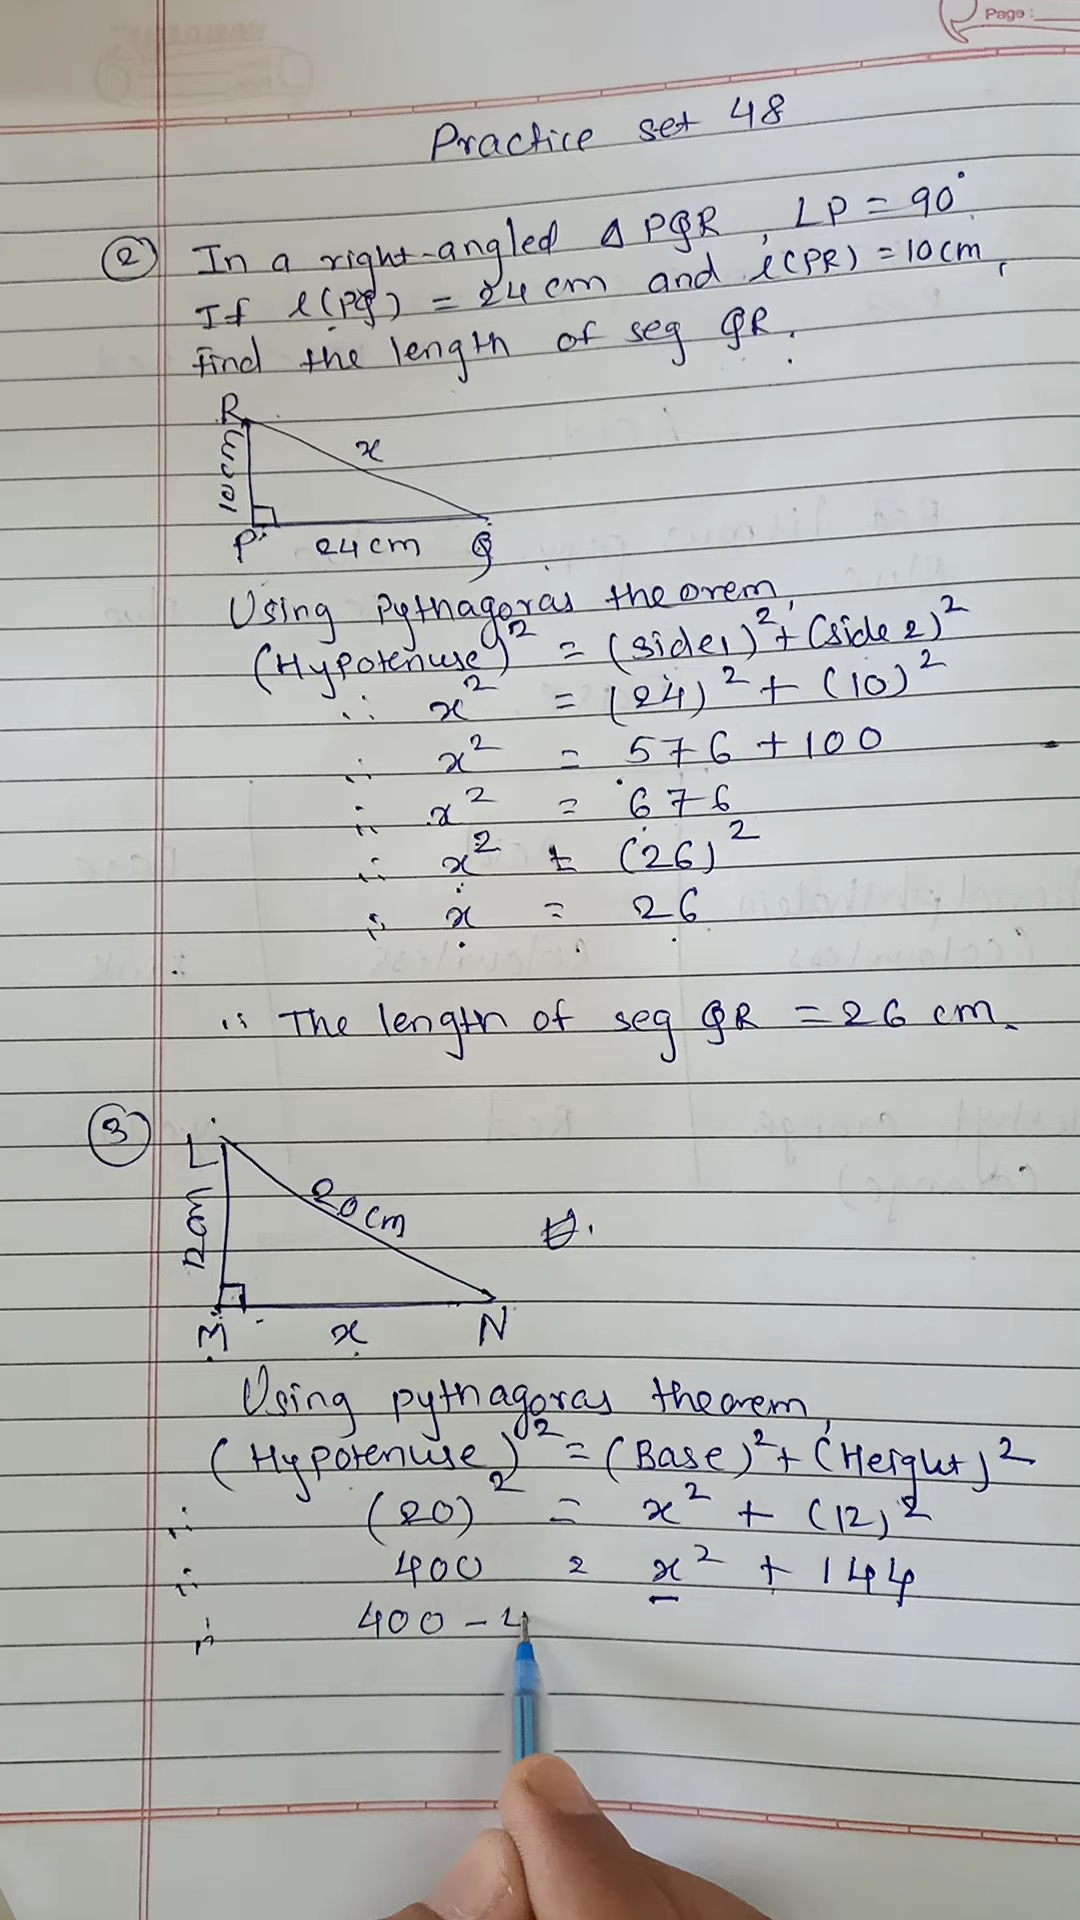 Page :
Practice set 48
② In a right-angled Δ PQR, ∠P = 90°.
If l(PQ) = 24 cm and l(PR) = 10 cm,
find the length of seg QR.
R
10cm
x
P
24 cm
Q
Using Pythagoras theorem,
(Hypotenuse)² = (side1)² + (side 2)²
∴ x² = (24)² + (10)²
∴ x² = 576 + 100
∴ x² = 676
∴ x² = (26)²
∴ x = 26
∴ The length of seg QR = 26 cm.
③
L
12cm
20cm
M
x
N
Using pythagoras theorem,
(Hypotenuse)² = (Base)² + (Height)²
∴ (20)² = x² + (12)²
∴ 400 = x² + 144
∴ 400 -